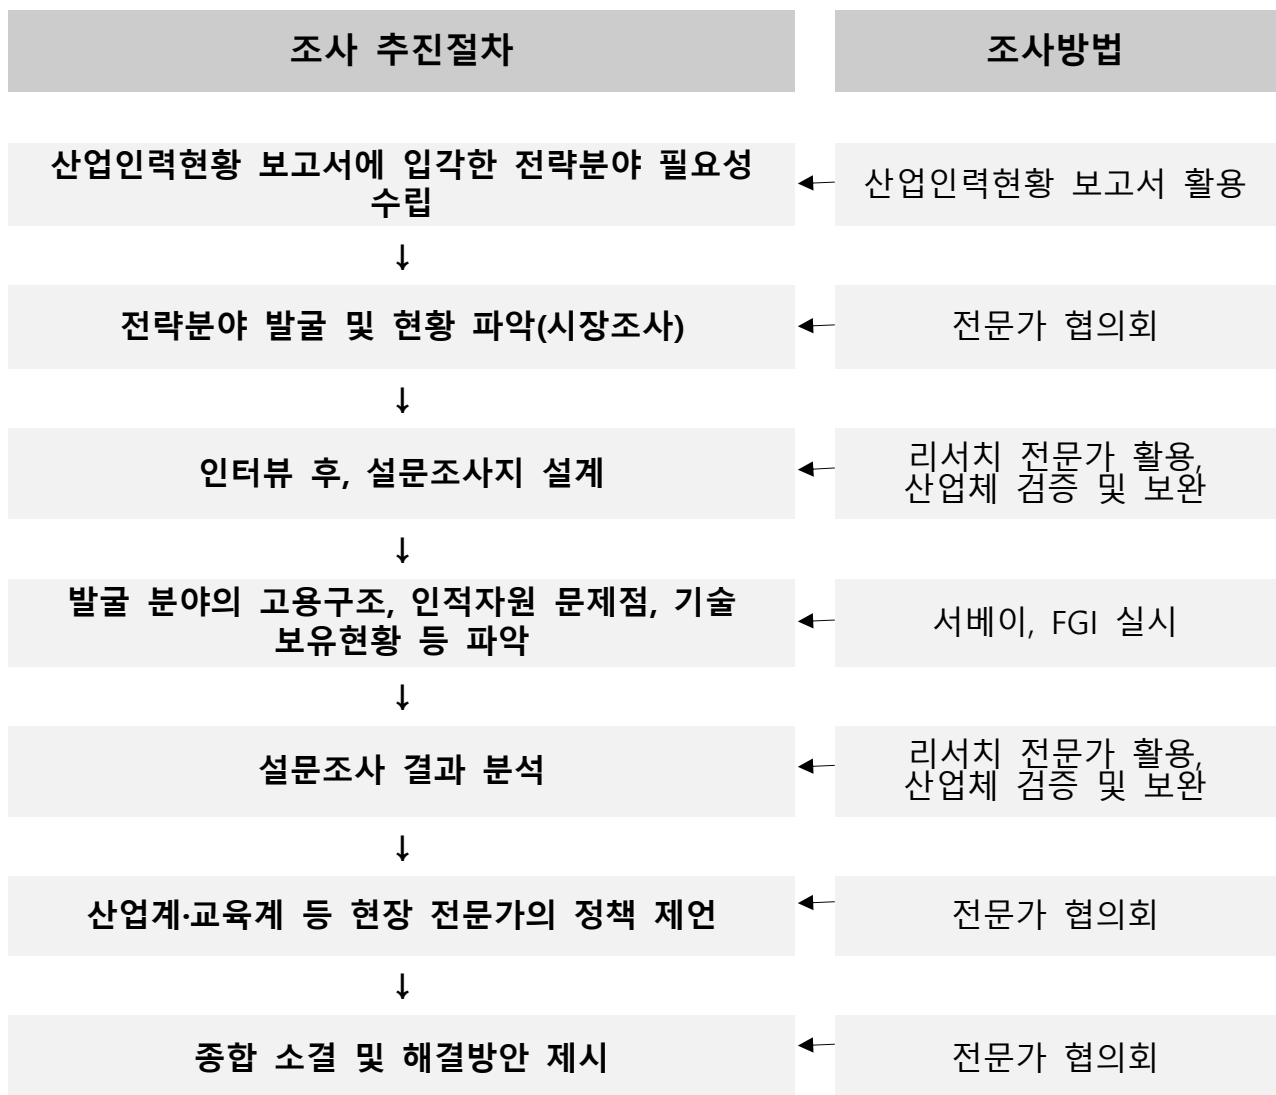 조사 추진절차
조사방법
산업인력현황 보고서에 입각한 전략분야 필요성
수립
산업인력현황 보고서 활용
↓
전략분야 발굴 및 현황 파악(시장조사)
전문가 협의회
↓
인터뷰 후, 설문조사지 설계
리서치 전문가 활용,
산업체 검증 및 보완
↓
발굴 분야의 고용구조, 인적자원 문제점, 기술
보유현황 등 파악
서베이, FGI 실시
↓
설문조사 결과 분석
리서치 전문가 활용,
산업체 검증 및 보완
↓
산업계·교육계 등 현장 전문가의 정책 제언
전문가 협의회
↓
종합 소결 및 해결방안 제시
전문가 협의회